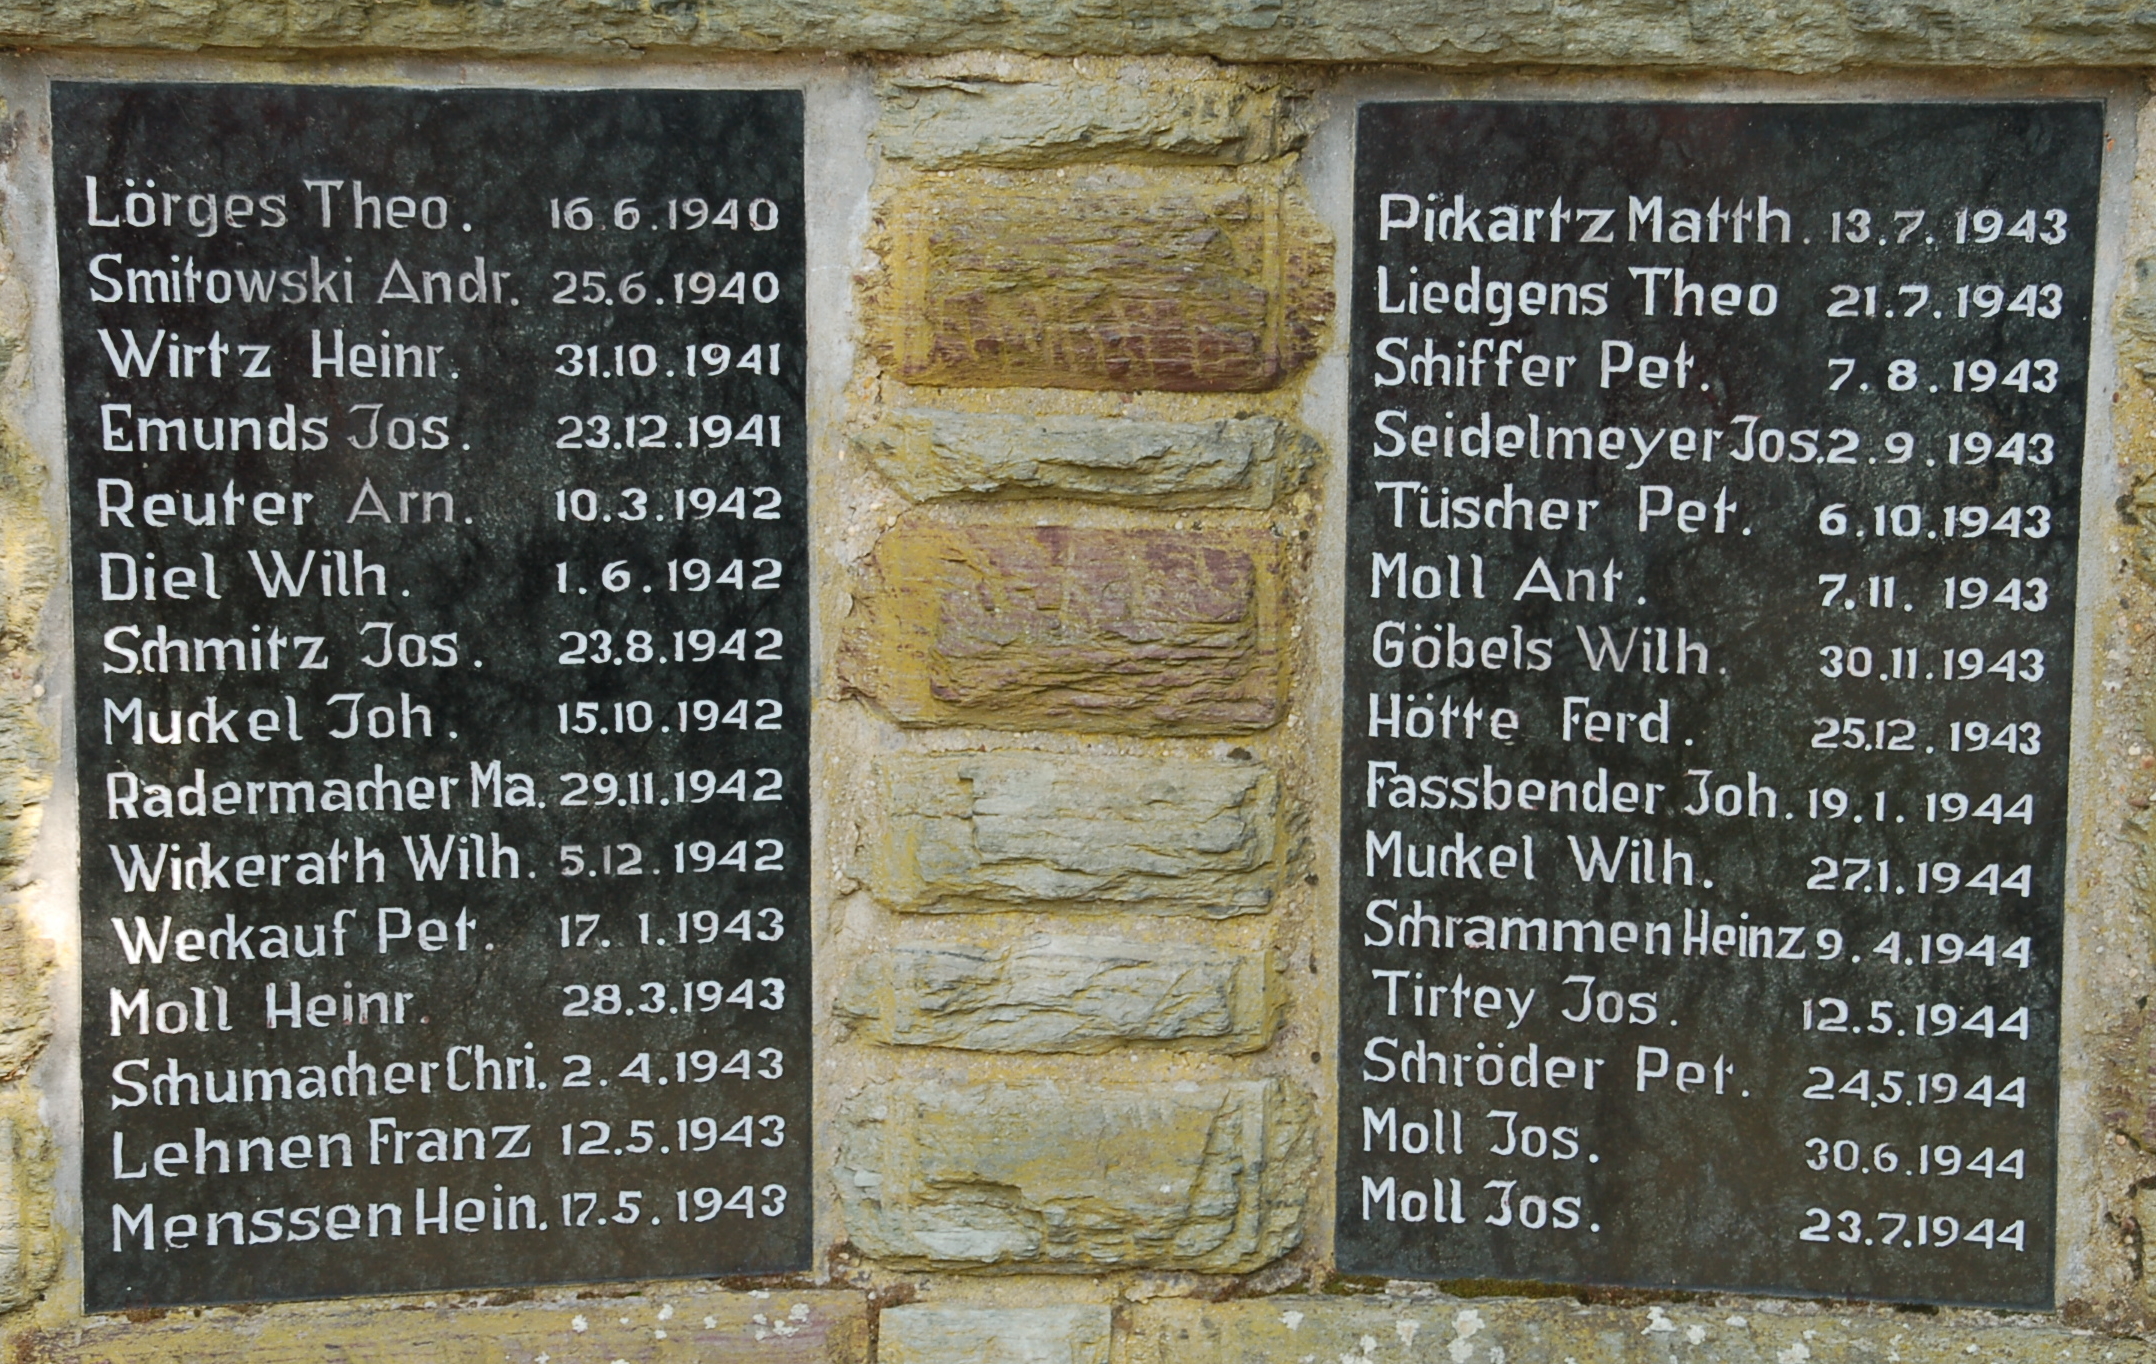 Lörges Theo. 16.6.1940
Smitowski Andr. 25.6.1940
Wirtz Heinr. 31.10.1941
Emunds Jos. 23.12.1941
Reuter Arn. 10.3.1942
Diel Wilh. 1.6.1942
Schmitz Jos. 23.8.1942
Muckel Joh. 15.10.1942
Radermacher Ma. 29.11.1942
Wickerath Wilh. 5.12.1942
Weckauf Pet. 17.1.1943
Moll Heinr. 28.3.1943
Schumacher Chri. 2.4.1943
Lehnen Franz 12.5.1943
Menssen Hein. 17.5.1943
Pickartz Matth. 13.7.1943
Liedgens Theo 21.7.1943
Schiffer Pet. 7.8.1943
Seidelmeyer Jos. 2.9.1943
Tüscher Pet. 6.10.1943
Moll Ant. 7.11.1943
Göbels Wilh. 30.11.1943
Hötte Ferd. 25.12.1943
Fassbender Joh. 19.1.1944
Muckel Wilh. 27.1.1944
Schrammen Heinz 9.4.1944
Tirtey Jos. 12.5.1944
Schröder Pet. 24.5.1944
Moll Jos. 30.6.1944
Moll Jos. 23.7.1944